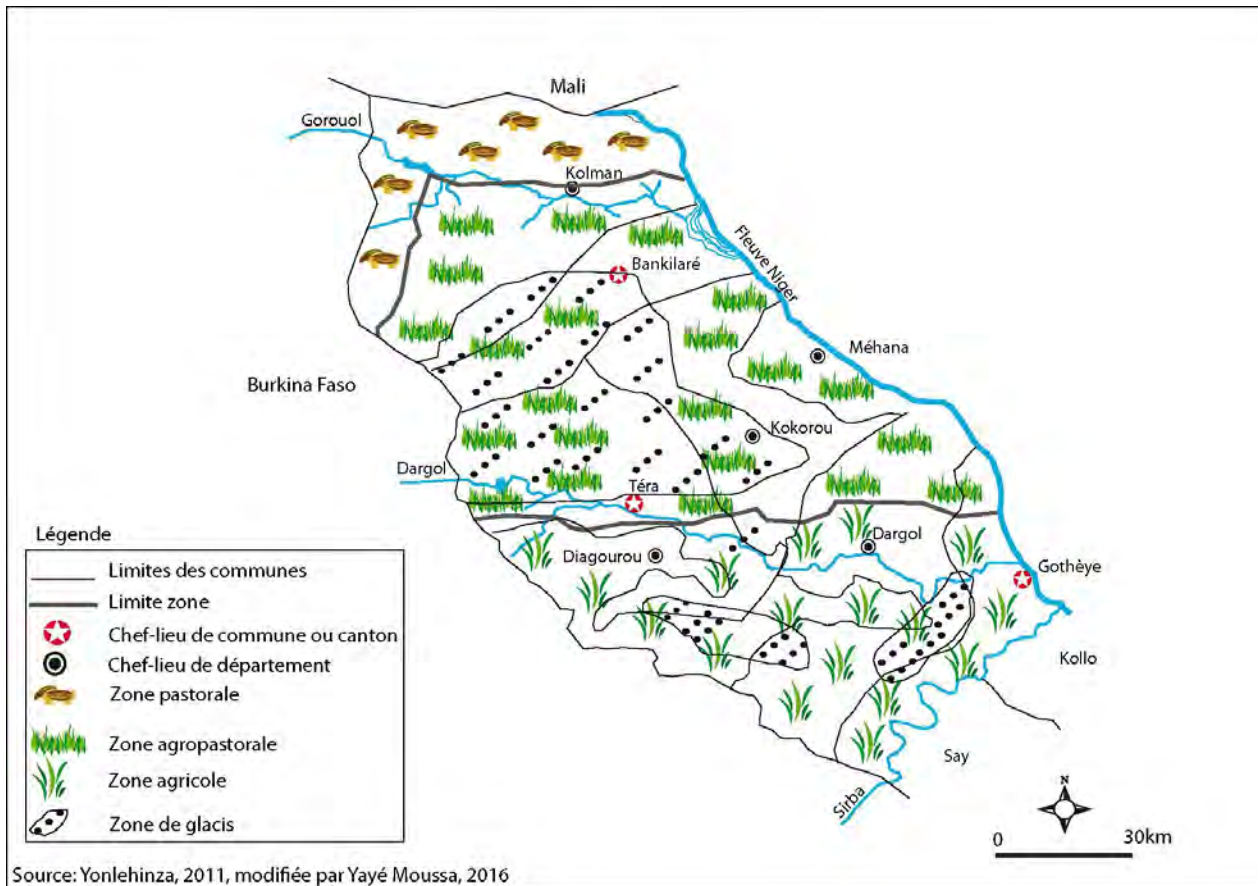 Mali
Gorouol
Kolman
Fleuve Niger
Bankilaré
Méhana
Burkina Faso
Kokorou
Dargol
Téra
Légende
Dargol
Diagourou
Gothèye
Limites des communes
Limite zone
Chef-lieu de commune ou canton
Chef-lieu de département
Kollo
Zone pastorale
Zone agropastorale
Say
Zone agricole
Sirba
N
Zone de glacis
0 30km
Source: Yonlehinza, 2011, modifiée par Yayé Moussa, 2016